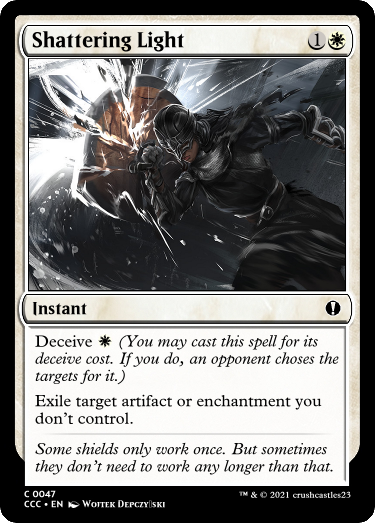 Shattering Light 1
Instant
Deceive (You may cast this spell for its
deceive cost. If you do, an opponent choses the
targets for it.)
Exile target artifact or enchantment you
don't control.
Some shields only work once. But sometimes
they don't need to work any longer than that.
C 0047
CCC • EN Wojtek Depczyński
™ & © 2021 crushcastles23